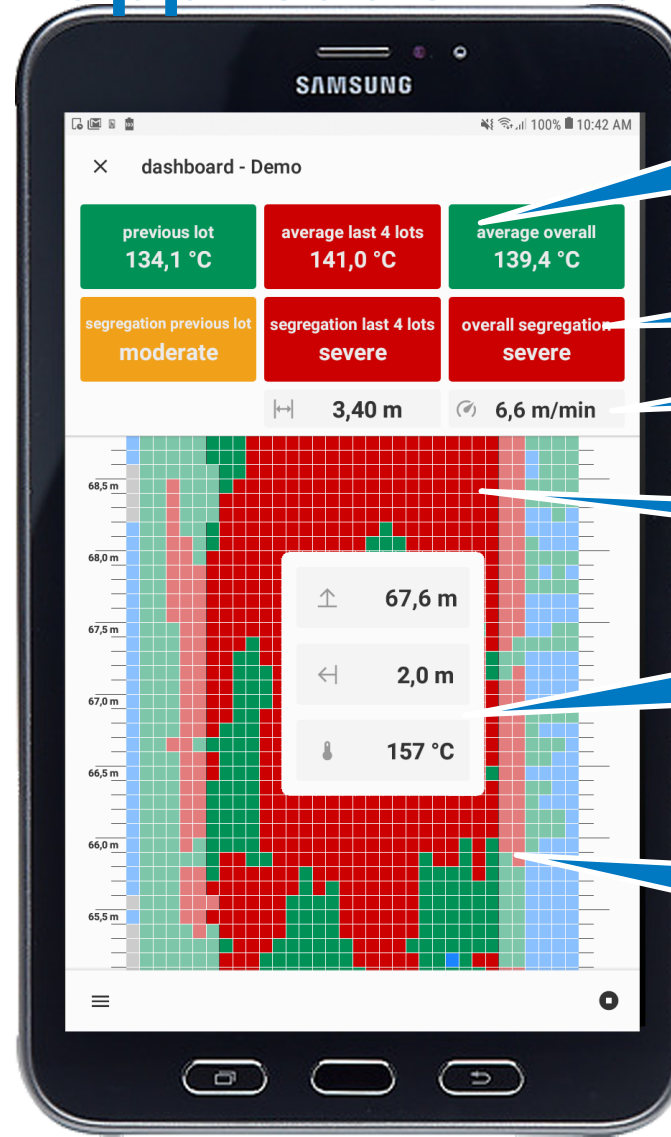 SAMSUNG
100% 10:42 AM
dashboard - Demo
previous lot
134,1 °C
average last 4 lots
141,0 °C
average overall
139,4 °C
segregation previous lot
moderate
segregation last 4 lots
severe
overall segregation
severe
3,40 m
6,6 m/min
68,5 m
68,0 m
67,5 m
67,0 m
66,5 m
66,0 m
65,5 m
67,6 m
2,0 m
157 °C